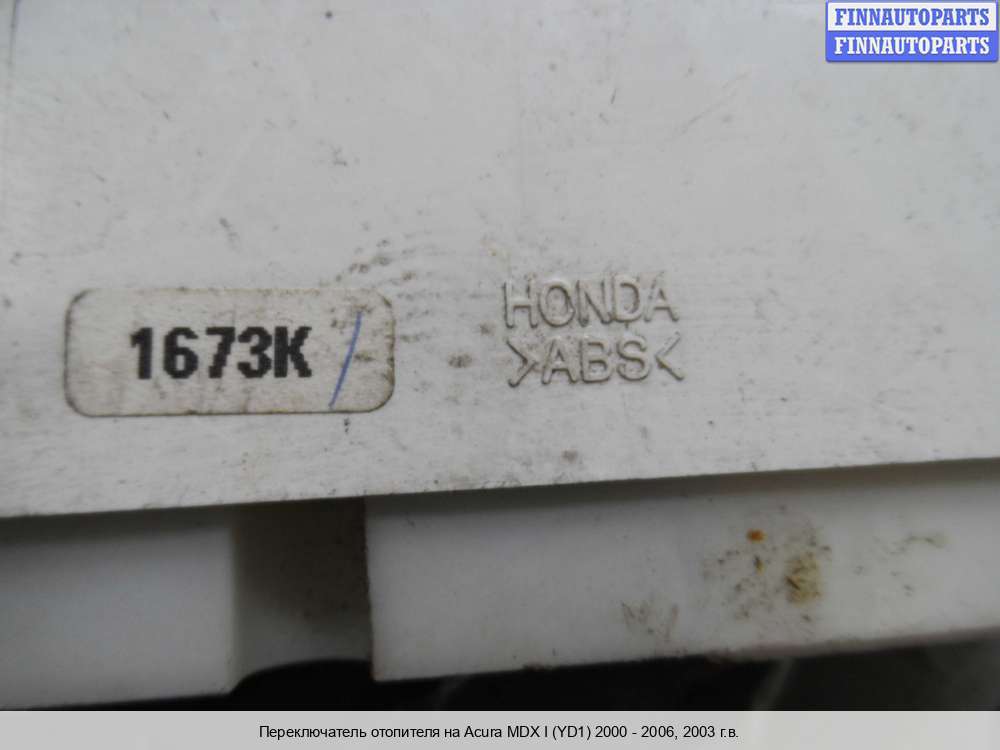 FINNAUTOPARTS
FINNAUTOPARTS
HONDA
1673K
>ABS<
Переключатель отопителя на Acura MDX I (YD1) 2000 - 2006, 2003 г.в.